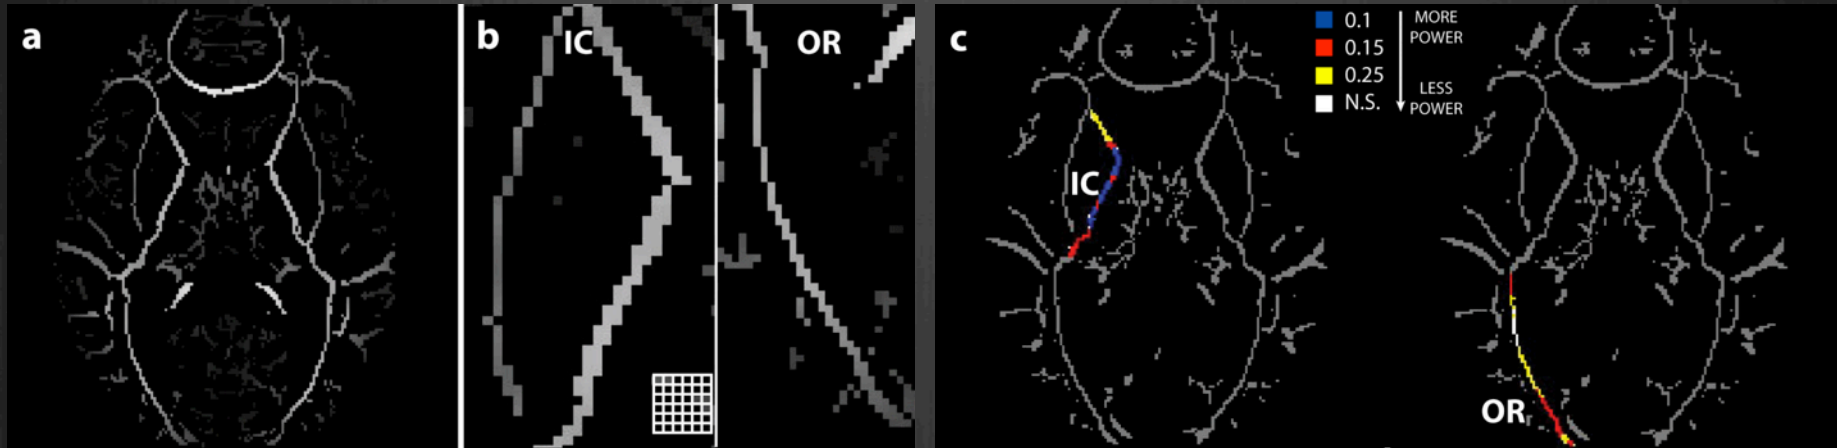 a
b
IC
OR
c
0.1
0.15
0.25
N.S.
MORE
POWER
LESS
POWER
IC
OR